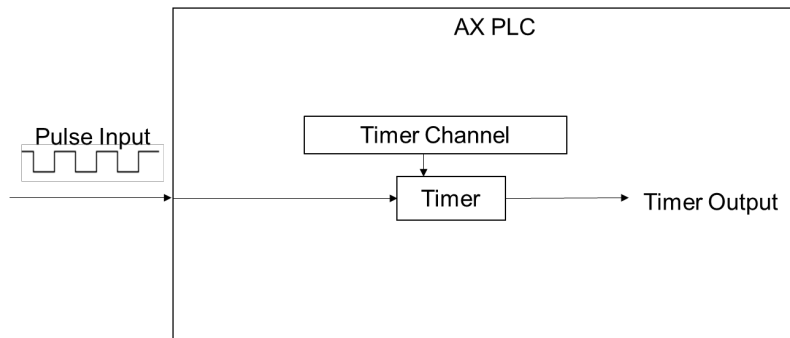 AX PLC
Pulse Input
Timer Channel
Timer
Timer Output